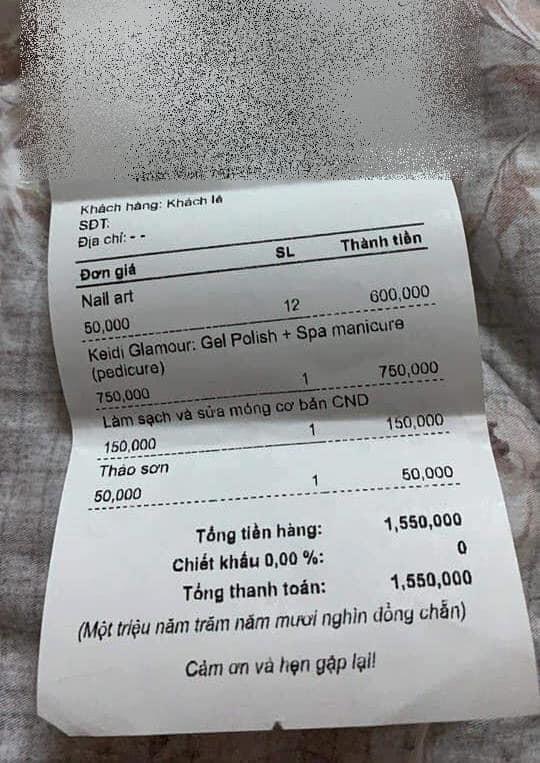 Khách hàng: Khách lẻ
SĐT:
Địa chỉ: - -
Đơn giá SL Thành tiền
Nail art
50,000 12 600,000
Keidi Glamour: Gel Polish + Spa manicure
(pedicure)
750,000 1 750,000
Làm sạch và sửa móng cơ bản CND
150,000 1 150,000
Tháo sơn
50,000 1 50,000
Tổng tiền hàng: 1,550,000
Chiết khấu 0,00 %: 0
Tổng thanh toán: 1,550,000
(Một triệu năm trăm năm mươi nghìn đồng chẵn)
Cảm ơn và hẹn gặp lại!